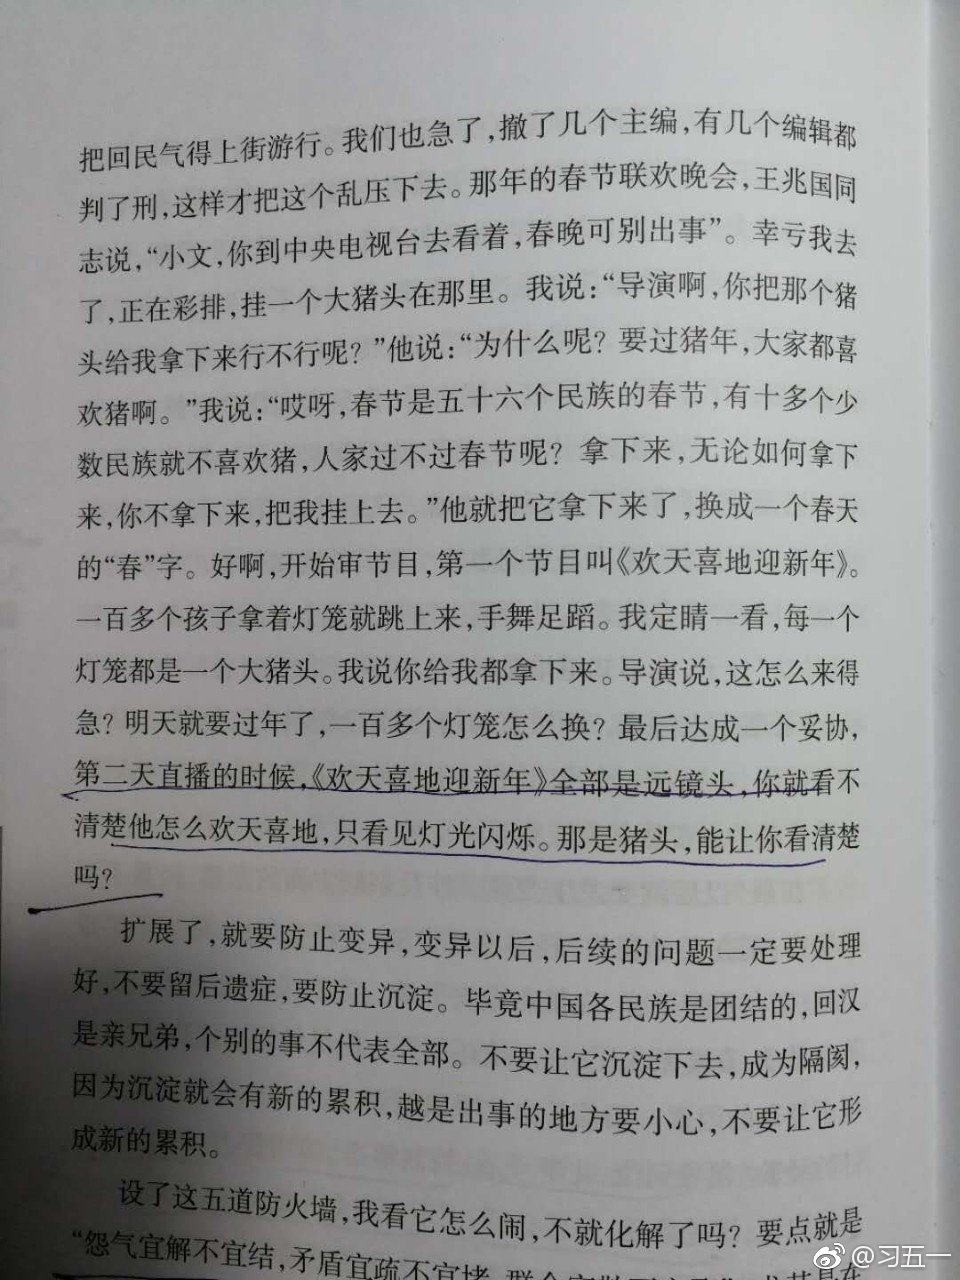 把回民气得上街游行。我们也急了，撤了几个主编，有几个编辑都
判了刑，这样才把这个乱压下去。那年的春节联欢晚会，王兆国同
志说，“小文，你到中央电视台去看着，春晚可别出事”。幸亏我去
了，正在彩排，挂一个大猪头在那里。我说：“导演啊，你把那个猪
头给我拿下来行不行呢？”他说：“为什么呢？要过猪年，大家都喜
欢猪啊。”我说：“哎呀，春节是五十六个民族的春节，有十多个少
数民族就不喜欢猪，人家过不过春节呢？拿下来，无论如何拿下
来，你不拿下来，把我挂上去。”他就把它拿下来了，换成一个春天
的“春”字。好啊，开始审节目，第一个节目叫《欢天喜地迎新年》。
一百多个孩子拿着灯笼就跳上来，手舞足蹈。我定睛一看，每一个
灯笼都是一个大猪头。我说你给我都拿下来。导演说，这怎么来得
急？明天就要过年了，一百多个灯笼怎么换？最后达成一个妥协，
第二天直播的时候，《欢天喜地迎新年》全部是远镜头，你就看不
清楚他怎么欢天喜地，只看见灯光闪烁。那是猪头，能让你看清楚
吗？
扩展了，就要防止变异，变异以后，后续的问题一定要处理
好，不要留后遗症，要防止沉淀。毕竟中国各民族是团结的，回汉
是亲兄弟，个别的事不代表全部。不要让它沉淀下去，成为隔阂，
因为沉淀就会有新的累积，越是出事的地方要小心，不要让它形
成新的累积。
设了这五道防火墙，我看它怎么闹，不就化解了吗？要点就是
“怨气宜解不宜结，矛盾宜疏不宜堵，群众宜
@习五一